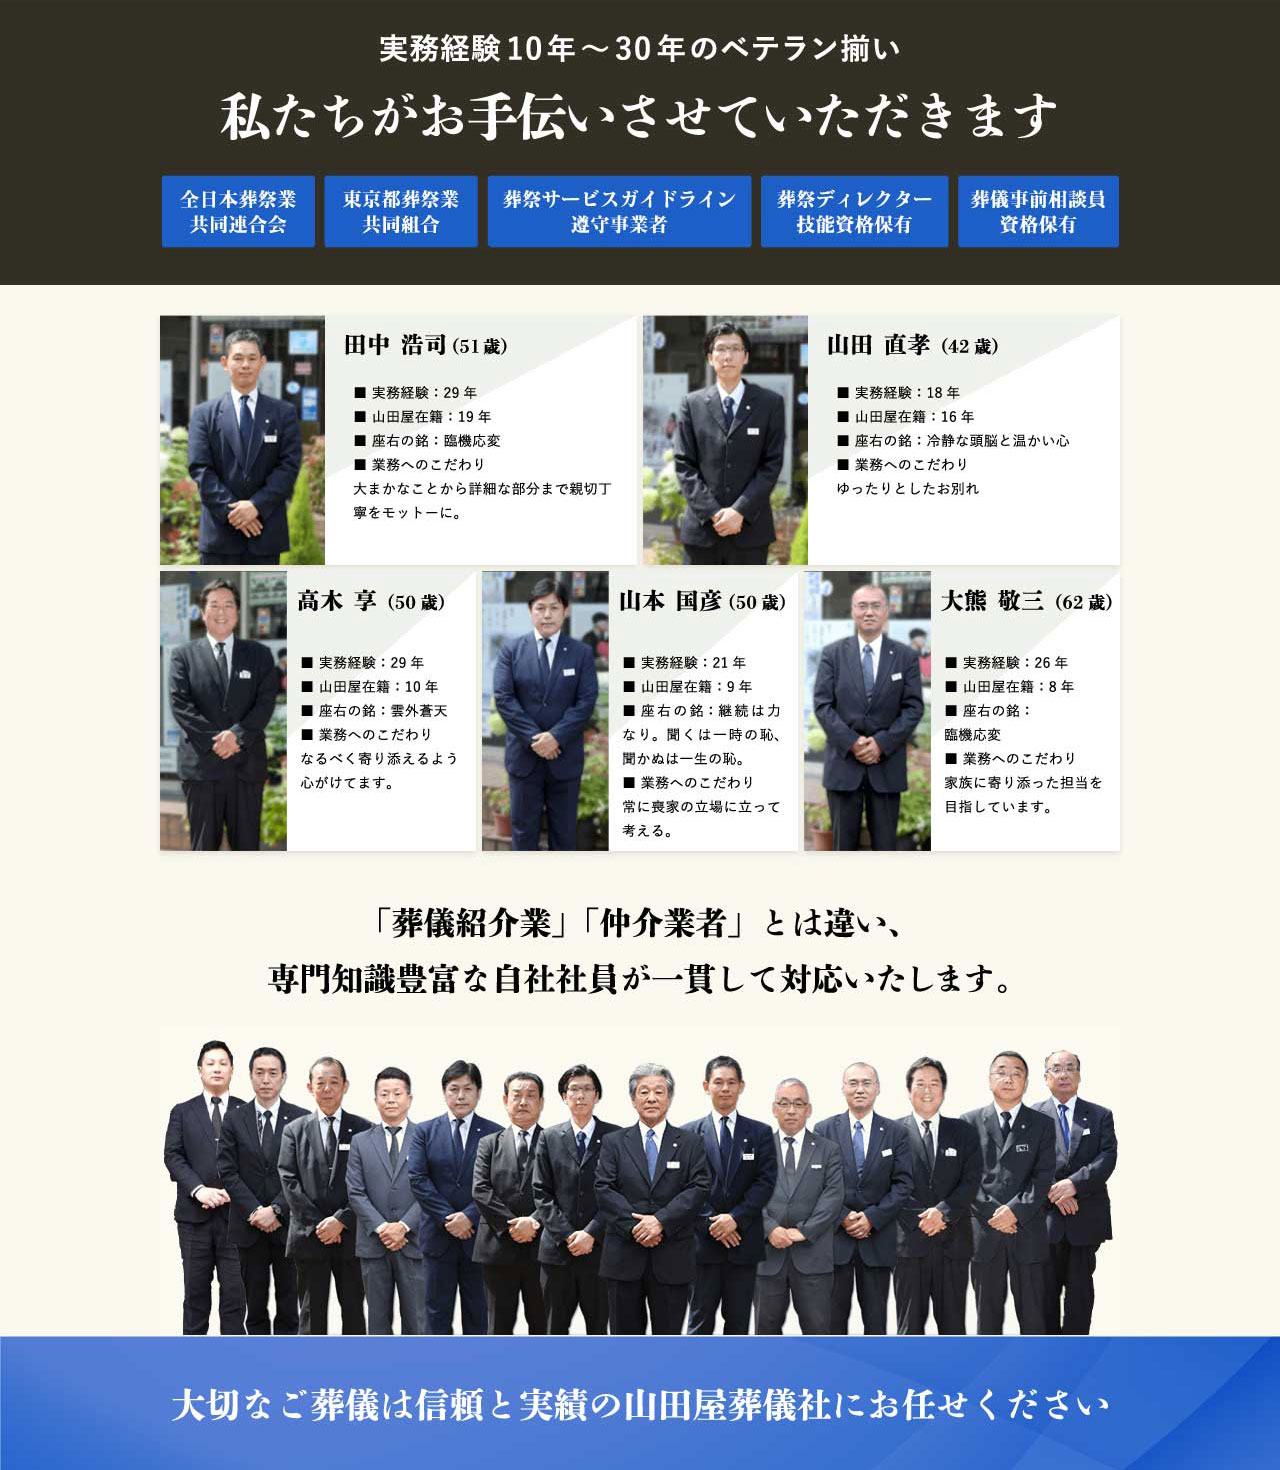 実務経験10年～30年のベテラン揃い
私たちがお手伝いさせていただきます
全日本葬祭業
共同連合会
東京都葬祭業
共同組合
葬祭サービスガイドライン
遵守事業者
葬祭ディレクター
技能資格保有
葬儀事前相談員
資格保有
田中 浩司（51歳）
■ 実務経験：29年
■ 山田屋在籍：19年
■ 座右の銘：臨機応変
■ 業務へのこだわり
大まかなことから詳細な部分まで親切丁
寧をモットーに。
山田 直孝（42歳）
■ 実務経験：18年
■ 山田屋在籍：16年
■ 座右の銘：冷静な頭脳と温かい心
■ 業務へのこだわり
ゆったりとしたお別れ
高木 享（50歳）
■ 実務経験：29年
■ 山田屋在籍：10年
■ 座右の銘：雲外蒼天
■ 業務へのこだわり
なるべく寄り添えるよう
心がけてます。
山本 国彦（50歳）
■ 実務経験：21年
■ 山田屋在籍：9年
■ 座右の銘：継続は力
なり。聞くは一時の恥、
聞かぬは一生の恥。
■ 業務へのこだわり
常に喪家の立場に立って
考える。
大熊 敬三（62歳）
■ 実務経験：26年
■ 山田屋在籍：8年
■ 座右の銘：
臨機応変
■ 業務へのこだわり
家族に寄り添った担当を
目指しています。
「葬儀紹介業」「仲介業者」とは違い、
専門知識豊富な自社社員が一貫して対応いたします。
大切なご葬儀は信頼と実績の山田屋葬儀社にお任せください